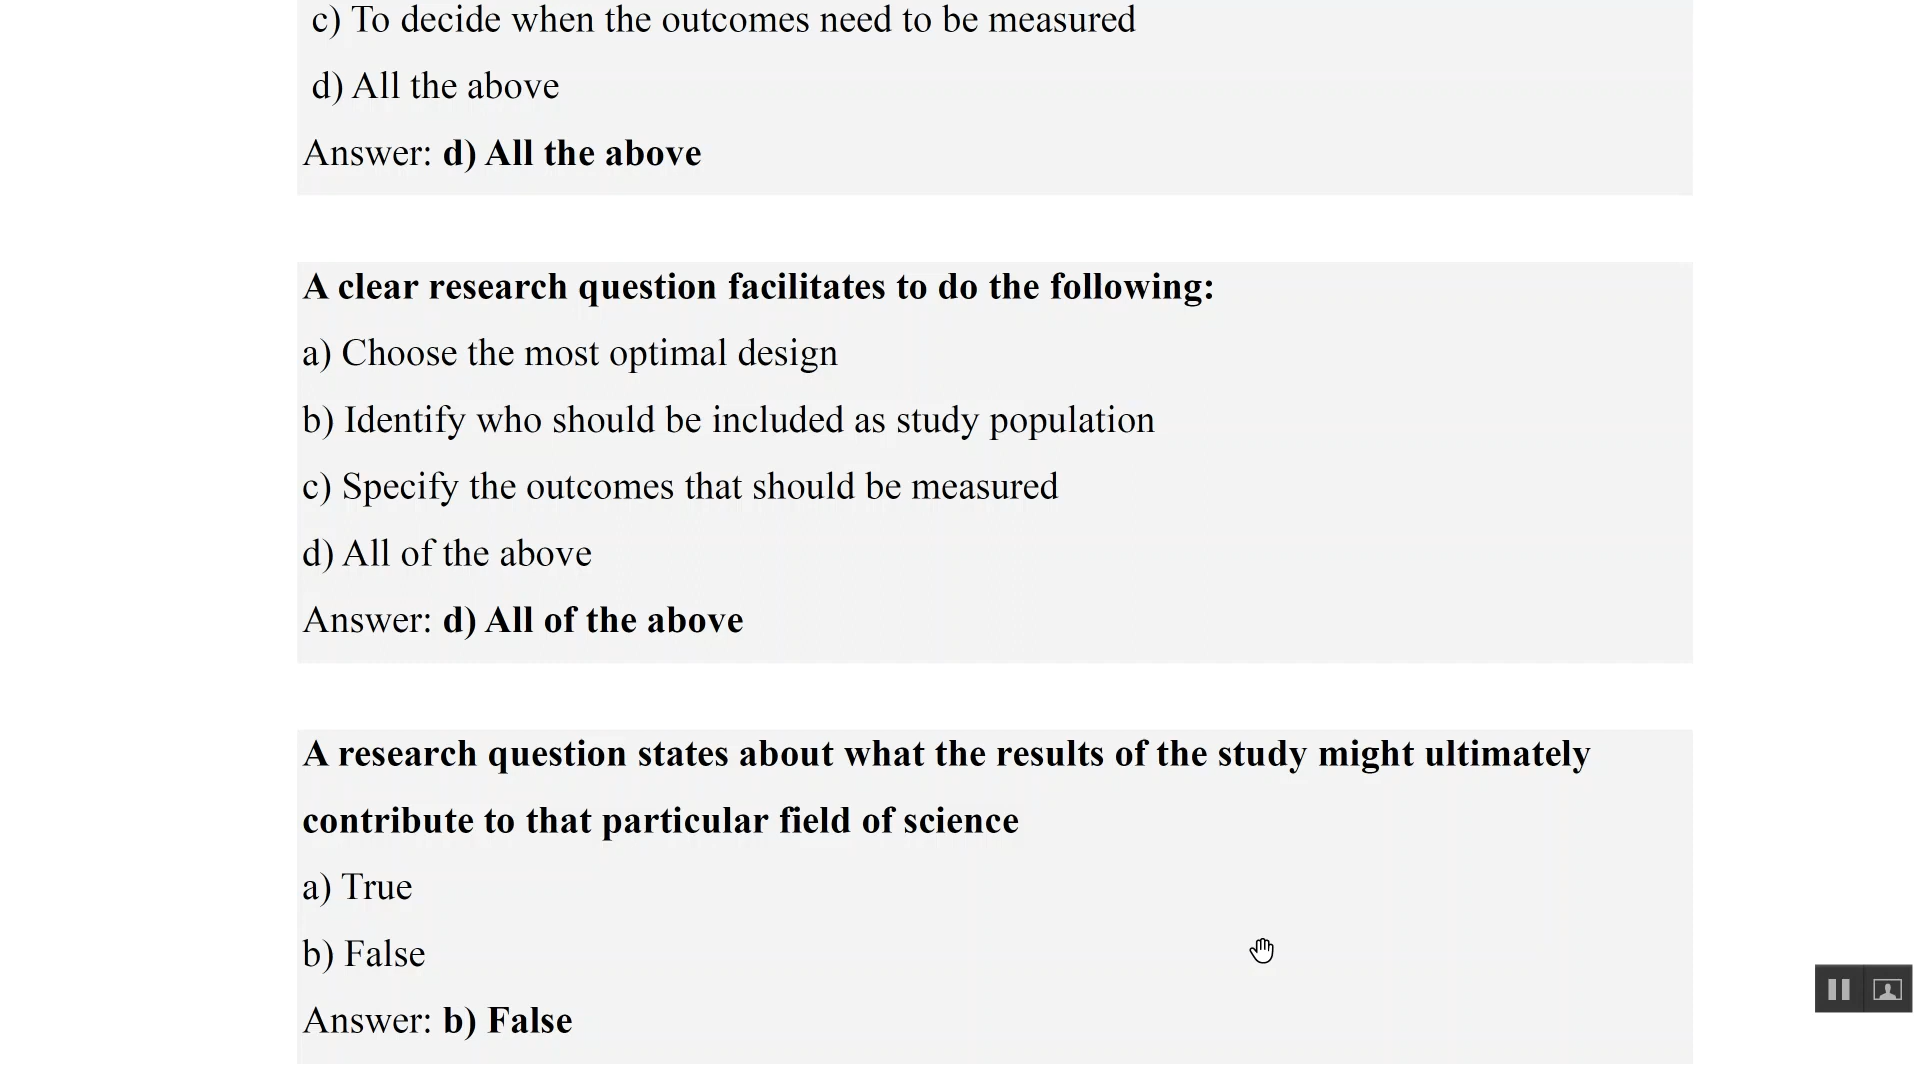 c) To decide when the outcomes need to be measured
d) All the above
Answer: d) All the above
A clear research question facilitates to do the following:
a) Choose the most optimal design
b) Identify who should be included as study population
c) Specify the outcomes that should be measured
d) All of the above
Answer: d) All of the above
A research question states about what the results of the study might ultimately
contribute to that particular field of science
a) True
b) False
Answer: b) False